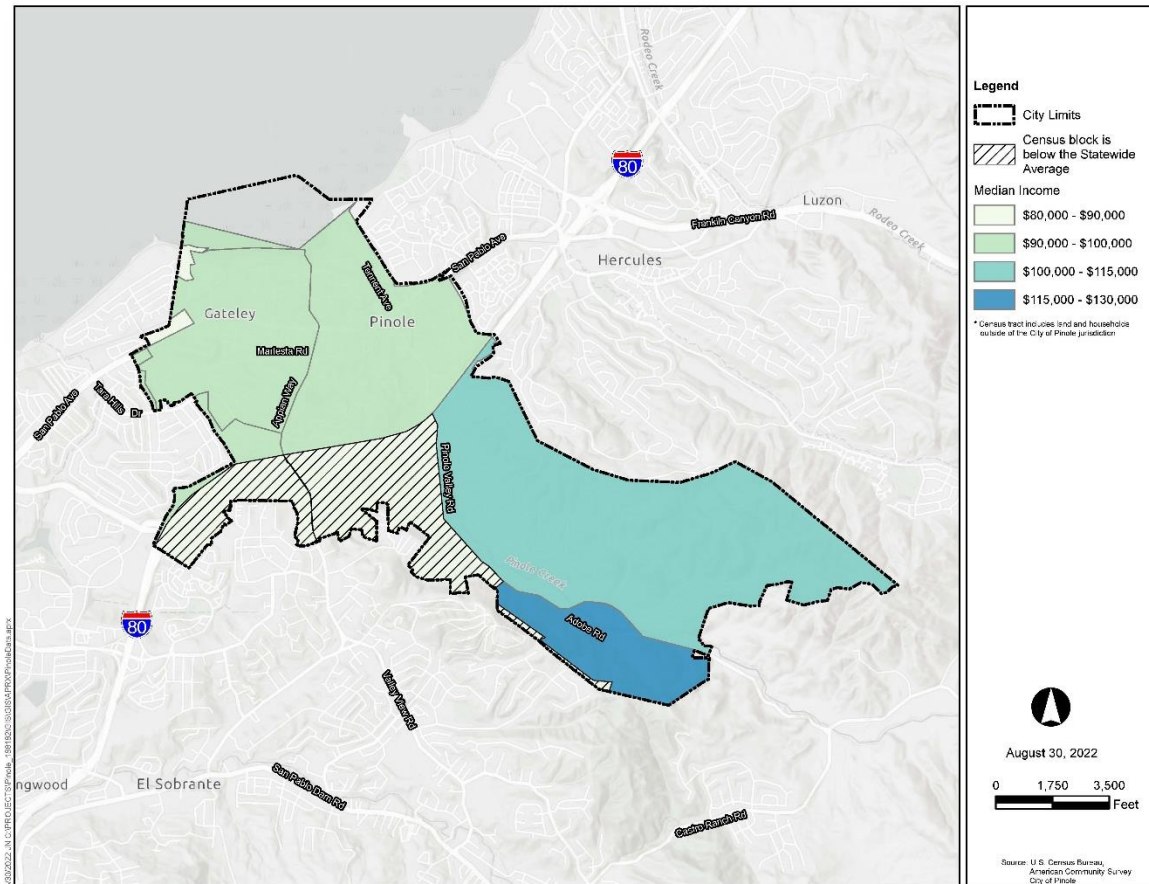 Rodeo Creek
80
Luzon
Franklin Canyon Rd
Rodeo Creek
San Pablo Ave
Hercules
Tennent Ave
Gateley
Pinole
Marlesta Rd
Appian Way
San Pablo Ave
Tara Hills Dr
Pinole Valley Rd
Pinole Creek
Adobe Rd
80
Valley View Rd
ngwood
El Sobrante
San Pablo Dam Rd
Castro Ranch Rd
Legend
City Limits
Census block is
below the Statewide
Average
Median Income
$80,000 - $90,000
$90,000 - $100,000
$100,000 - $115,000
$115,000 - $130,000
* Census tract includes land and households
outside of the City of Pinole jurisdiction
August 30, 2022
0 1,750 3,500
Feet
Source: U.S. Census Bureau,
American Community Survey
City of Pinole